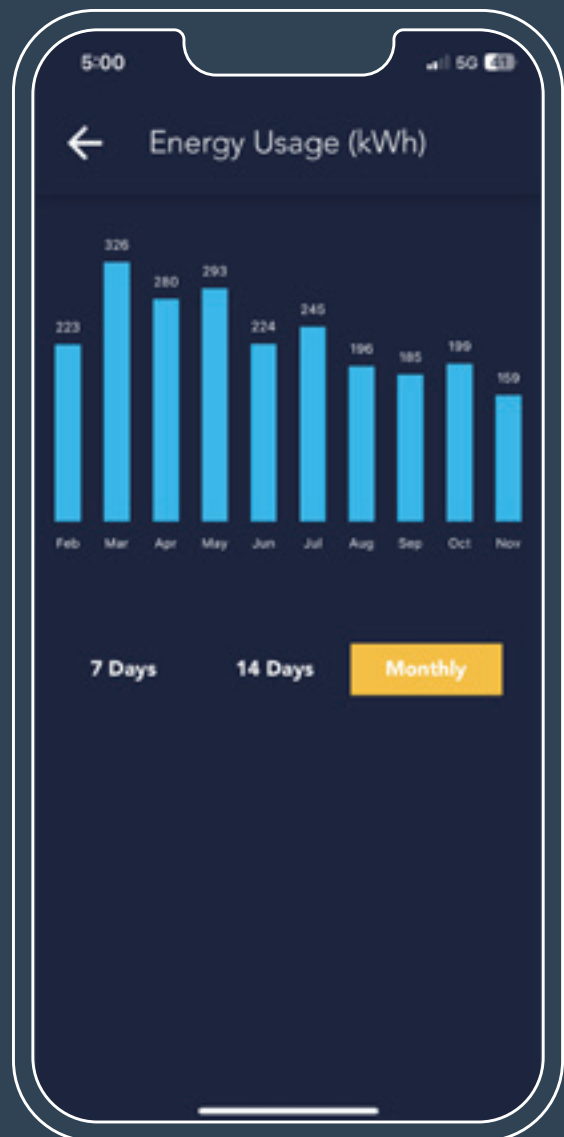 5:00 5G 41
Energy Usage (kWh)
223 326 280 293 224 245 196 185 199 159
Feb Mar Apr May Jun Jul Aug Sep Oct Nov
7 Days 14 Days Monthly